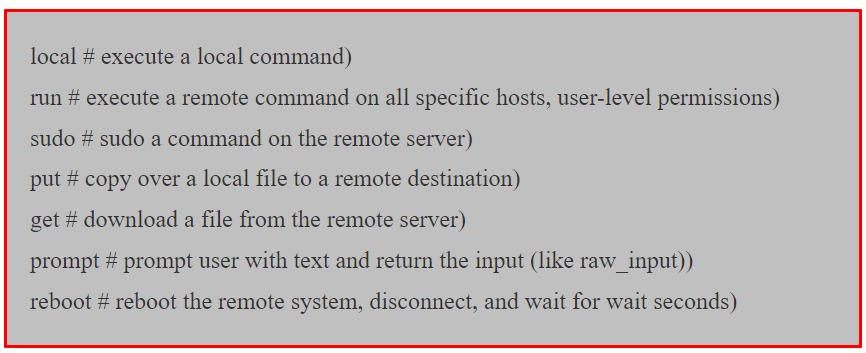 local # execute a local command)
run # execute a remote command on all specific hosts, user-level permissions)
sudo # sudo a command on the remote server)
put # copy over a local file to a remote destination)
get # download a file from the remote server)
prompt # prompt user with text and return the input (like raw_input))
reboot # reboot the remote system, disconnect, and wait for wait seconds)